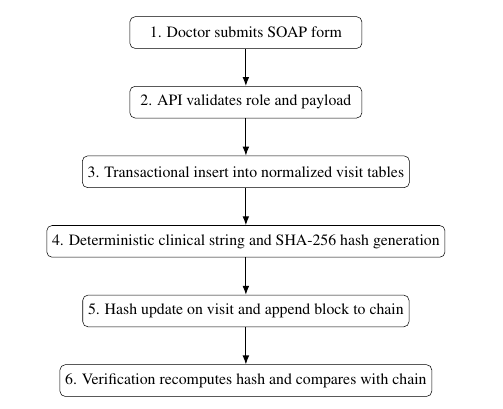 1. Doctor submits SOAP form
2. API validates role and payload
3. Transactional insert into normalized visit tables
4. Deterministic clinical string and SHA-256 hash generation
5. Hash update on visit and append block to chain
6. Verification recomputes hash and compares with chain